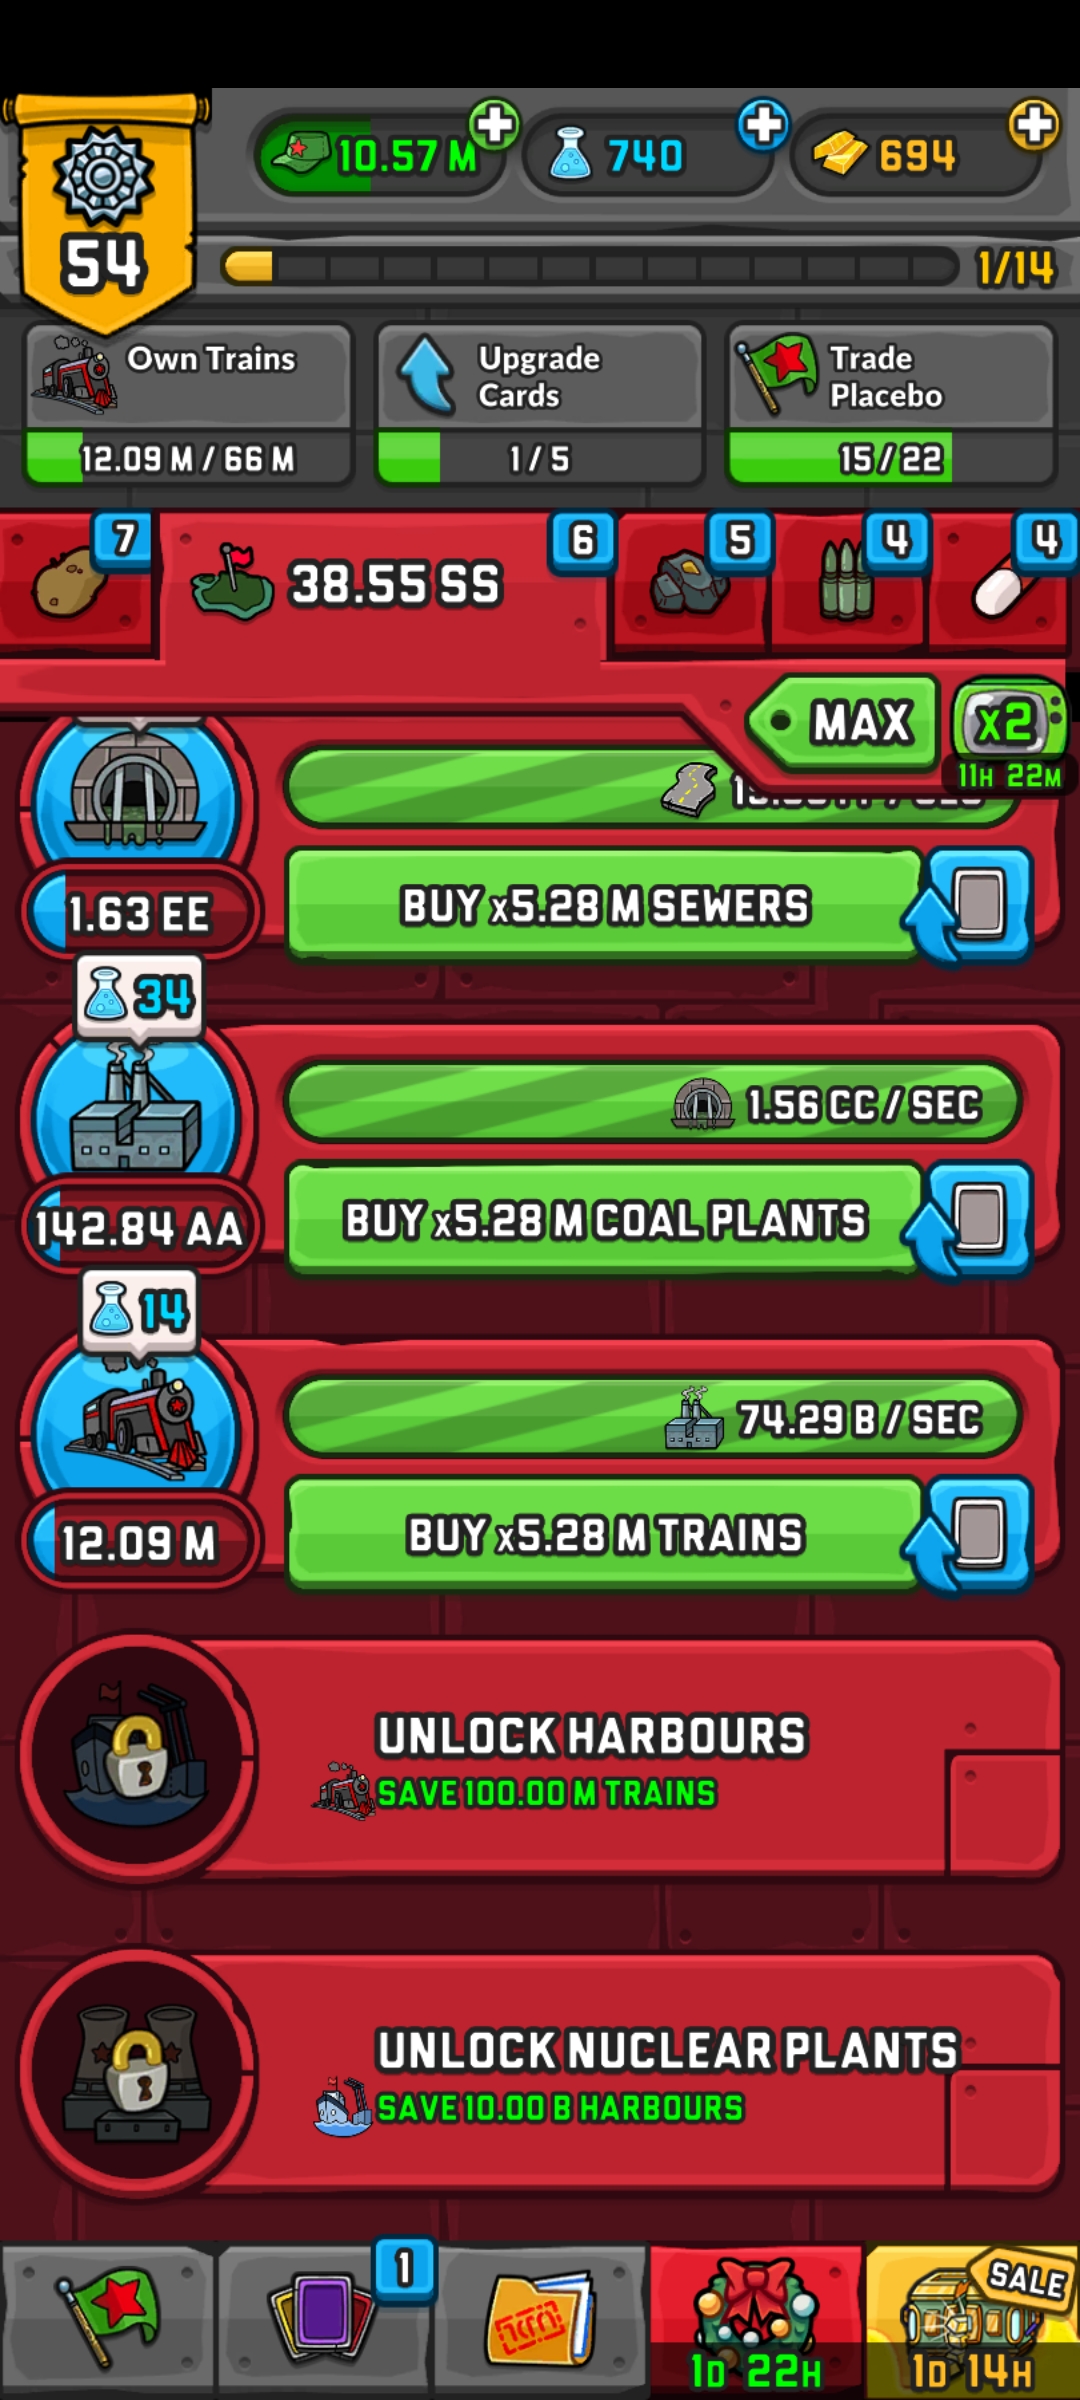 54
10.57 M
740
694
1/14
Own Trains
12.09 M / 66 M
Upgrade
Cards
1 / 5
Trade
Placebo
15 / 22
7
38.55 SS
6
5
4
4
MAX
x2
11H 22M
1.63 EE
BUY x5.28 M SEWERS
34
1.56 CC / SEC
142.84 AA
BUY x5.28 M COAL PLANTS
14
74.29 B / SEC
12.09 M
BUY x5.28 M TRAINS
UNLOCK HARBOURS
SAVE 100.00 M TRAINS
UNLOCK NUCLEAR PLANTS
SAVE 10.00 B HARBOURS
1
SALE
1D 22H
1D 14H